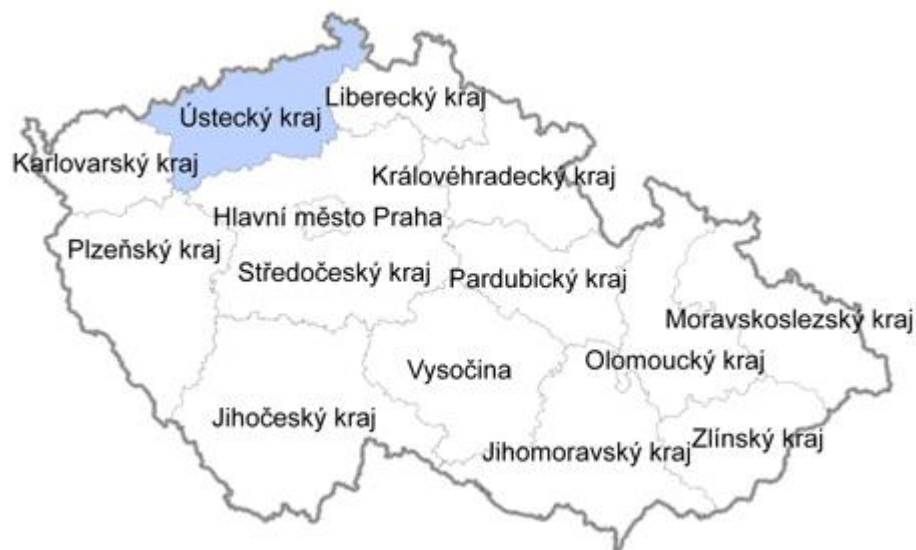 Liberecký kraj
Ústecký kraj
Karlovarský kraj
Královéhradecký kraj
Hlavní město Praha
Plzeňský kraj
Středočeský kraj
Pardubický kraj
Moravskoslezský kraj
Olomoucký kraj
Vysočina
Jihočeský kraj
Jihomoravský kraj
Zlínský kraj